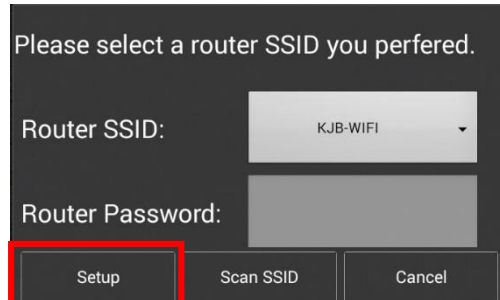 Please select a router SSID you perfered.
Router SSID:
KJB-WIFI
Router Password:
Setup
Scan SSID
Cancel